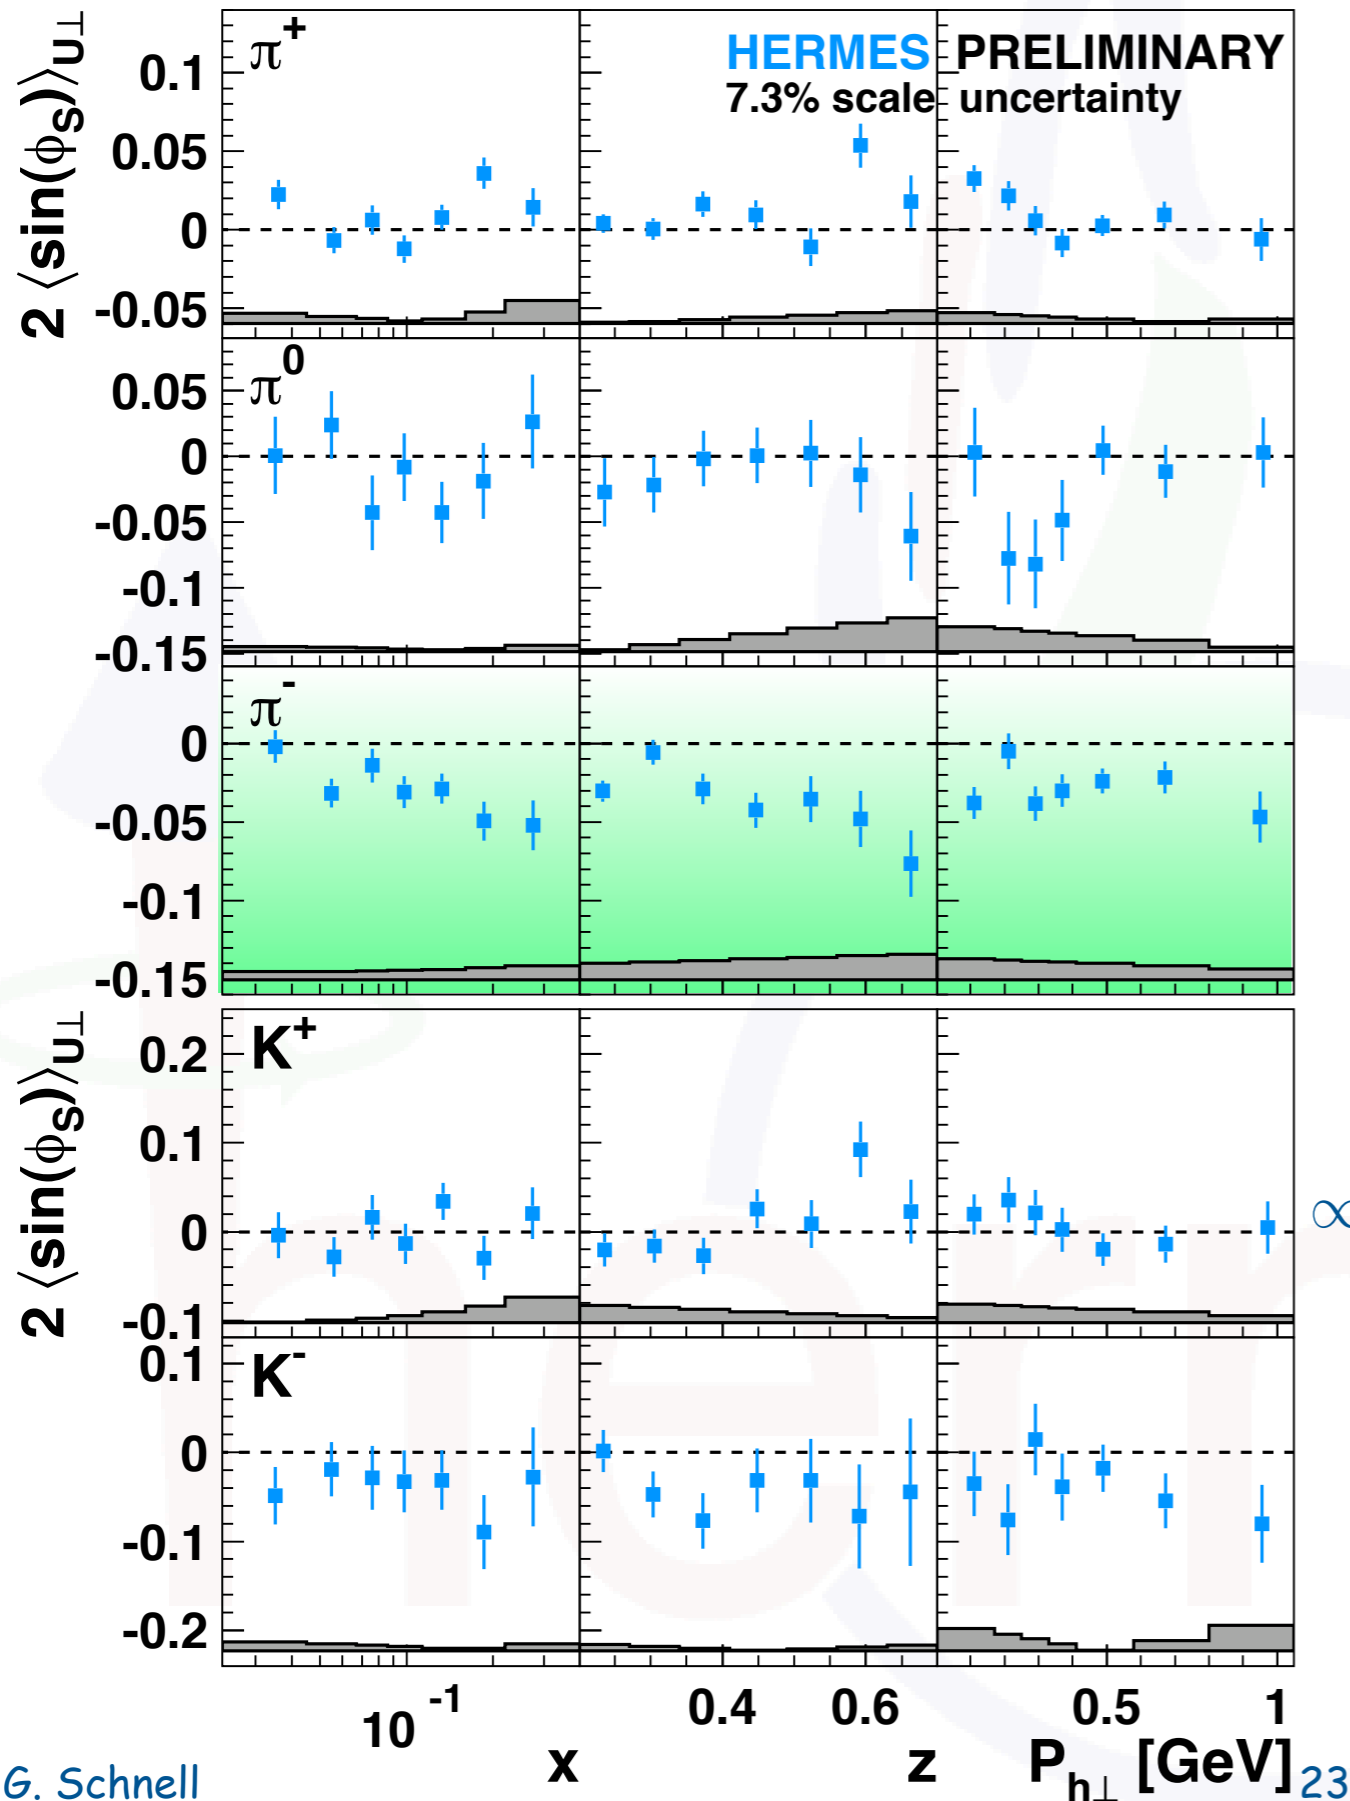 2 ⟨sin(ϕS)⟩U⊥
π+
HERMES PRELIMINARY
7.3% scale uncertainty
0.1
0.05
0
-0.05
π0
0.05
0
-0.05
-0.1
-0.15
π-
0
-0.05
-0.1
-0.15
2 ⟨sin(ϕS)⟩U⊥
K+
0.2
0.1
0
-0.1
∝
K-
0.1
0
-0.1
-0.2
10-1 0.4 0.6 0.5 1
x z Ph⊥ [GeV]
G. Schnell 23